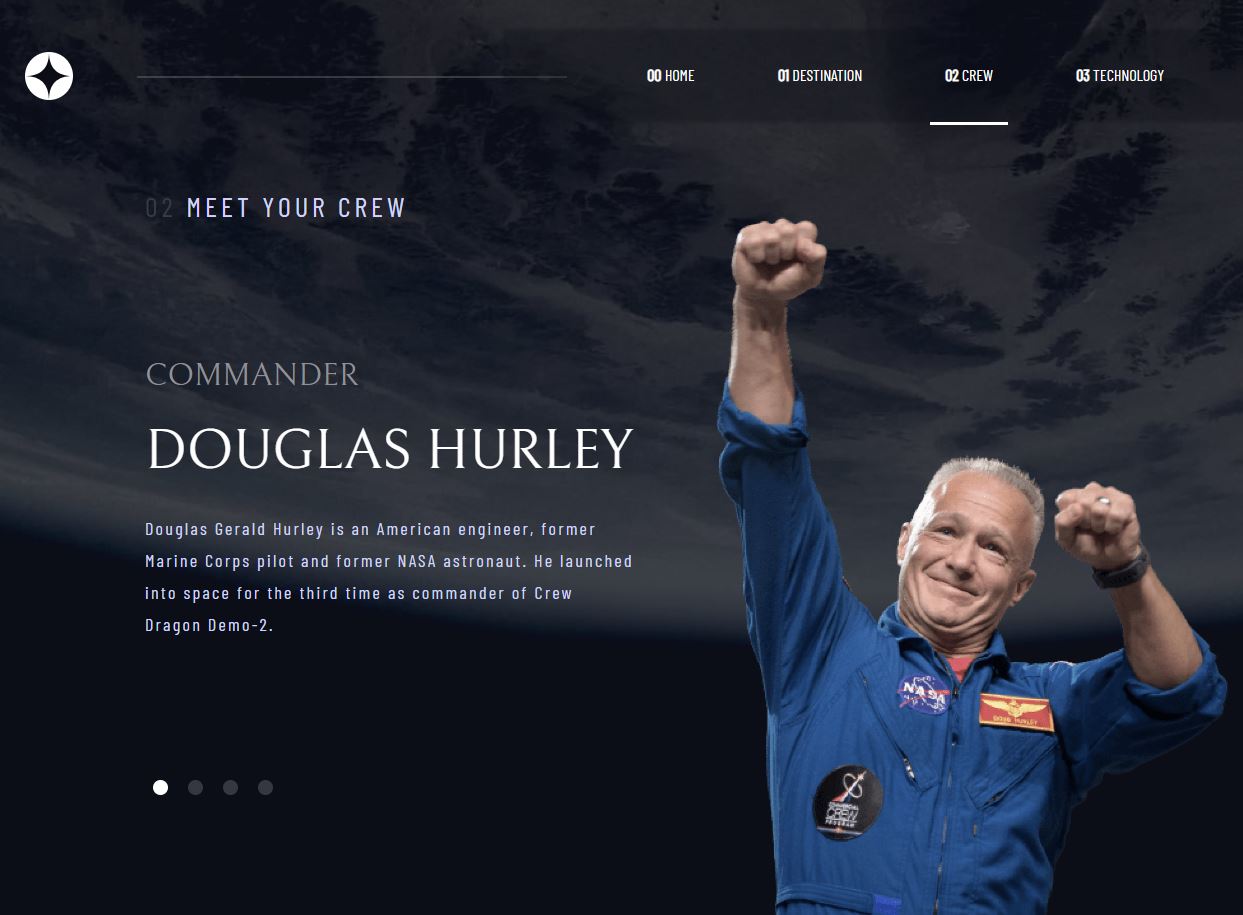 00 HOME
01 DESTINATION
02 CREW
03 TECHNOLOGY
02 MEET YOUR CREW
COMMANDER
DOUGLAS HURLEY
Douglas Gerald Hurley is an American engineer, former
Marine Corps pilot and former NASA astronaut. He launched
into space for the third time as commander of Crew
Dragon Demo-2.
NASA
DOUG HURLEY
COMMERCIAL
CREW
PROGRAM